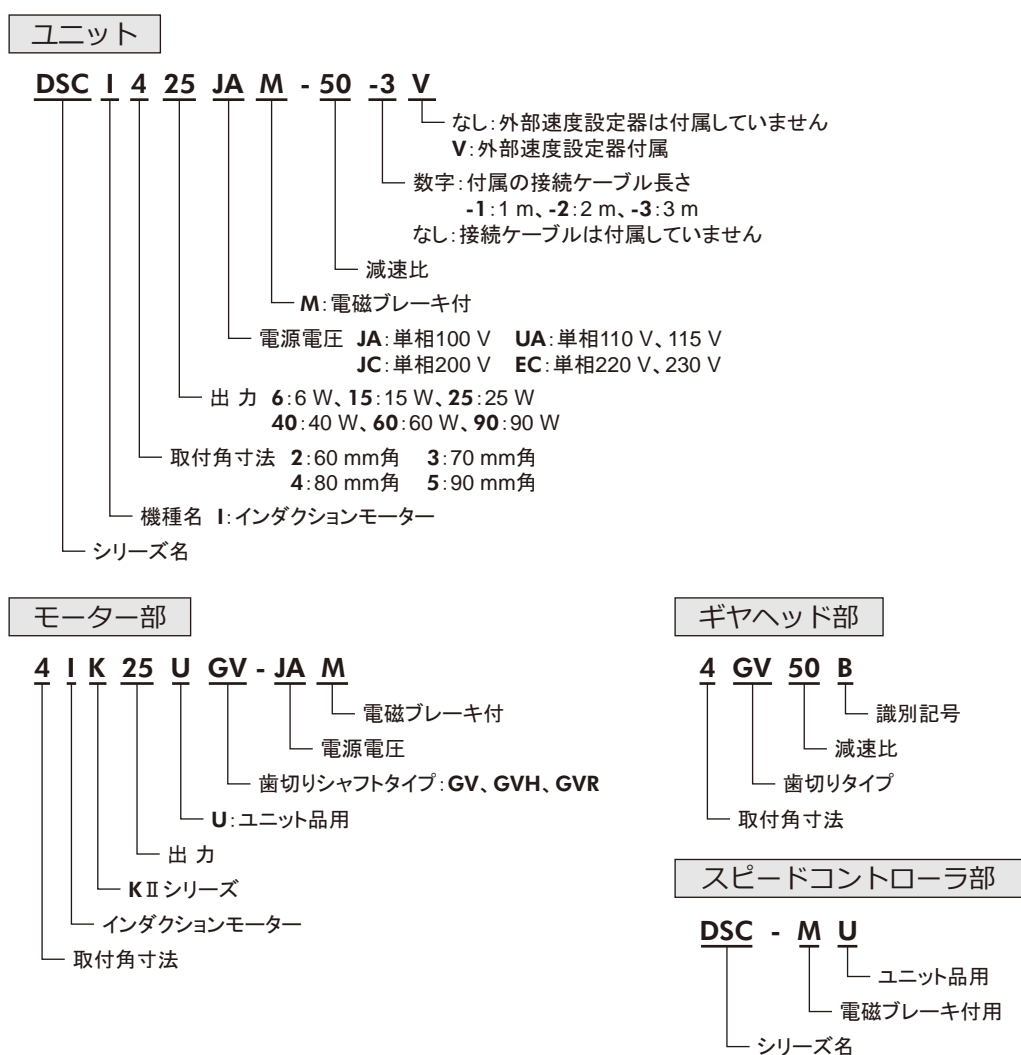 ユニット
DSC I 4 25 JA M - 50 -3 V
なし:外部速度設定器は付属していません
V:外部速度設定器付属
数字:付属の接続ケーブル長さ
-1:1 m、-2:2 m、-3:3 m
なし:接続ケーブルは付属していません
減速比
M:電磁ブレーキ付
電源電圧 JA:単相100 V UA:単相110 V、115 V
JC:単相200 V EC:単相220 V、230 V
出 力 6:6 W、15:15 W、25:25 W
40:40 W、60:60 W、90:90 W
取付角寸法 2:60 mm角 3:70 mm角
4:80 mm角 5:90 mm角
機種名 I:インダクションモーター
シリーズ名
モーター部
4 I K 25 U GV - JA M
電磁ブレーキ付
電源電圧
歯切りシャフトタイプ:GV、GVH、GVR
U:ユニット品用
出 力
KⅡシリーズ
インダクションモーター
取付角寸法
ギヤヘッド部
4 GV 50 B
識別記号
減速比
歯切りタイプ
取付角寸法
スピードコントローラ部
DSC - M U
ユニット品用
電磁ブレーキ付用
シリーズ名